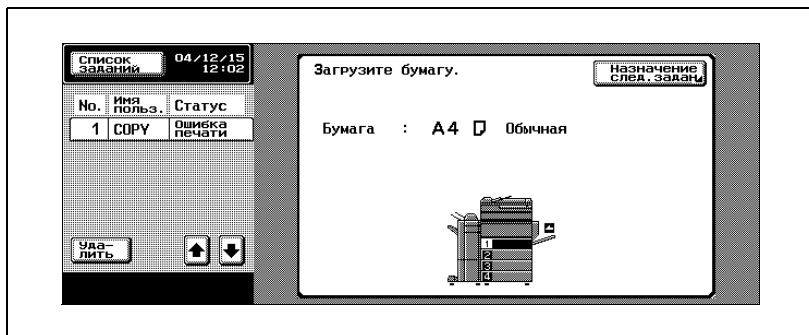 Список
заданий
04/12/15
12:02
No. Имя
польз. Статус
1 COPY Ошибка
печати
Уда-
лить
Загрузите бумагу.
Назначение
след.задан.
Бумага : A4 Обычная
1
2
3
4